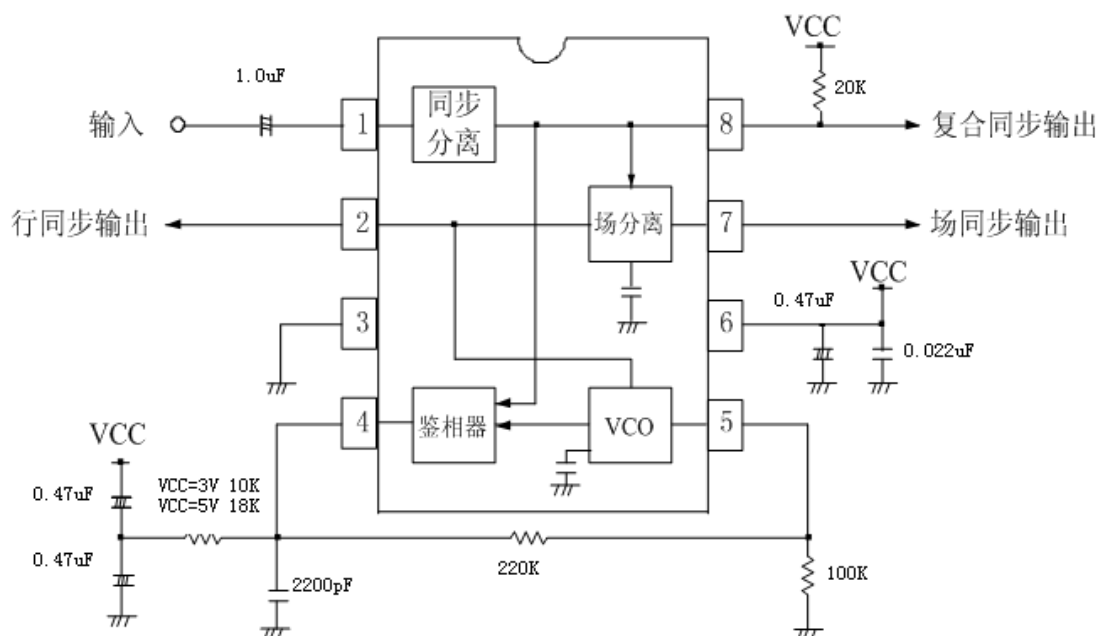 VCC
1.0uF
20K
输入
1
同步
分离
8
复合同步输出
行同步输出
2
场分离
7
场同步输出
VCC
0.47uF
3
6
0.022uF
4
鉴相器
VCO
5
VCC
0.47uF
VCC=3V 10K
VCC=5V 18K
0.47uF
2200pF
220K
100K